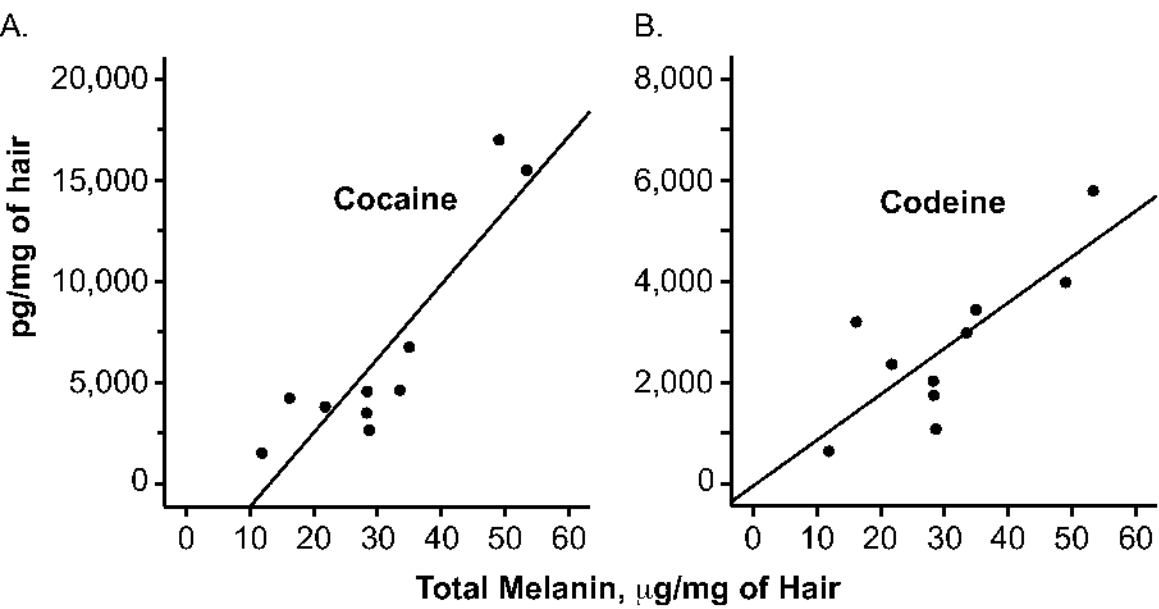 A.
20,000
15,000
10,000
5,000
0
pg/mg of hair
Cocaine
0 10 20 30 40 50 60
B.
8,000
6,000
4,000
2,000
0
Codeine
0 10 20 30 40 50 60
Total Melanin, μg/mg of Hair